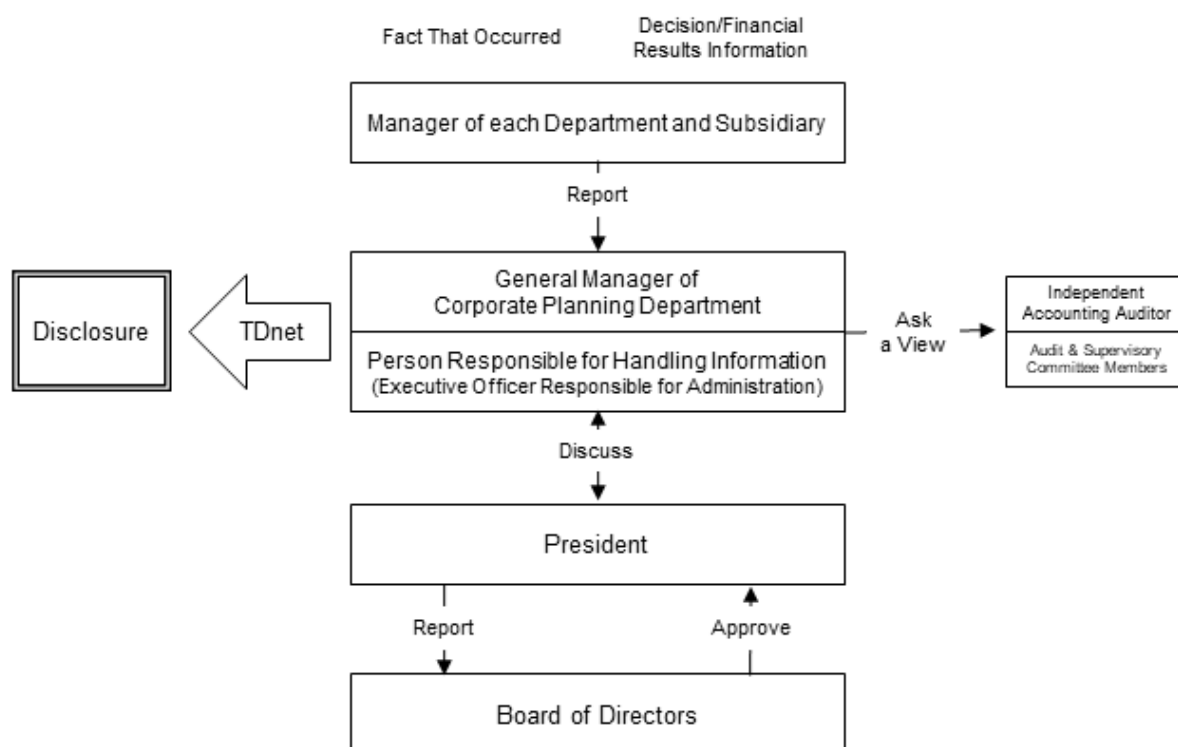 Fact That Occurred
Decision/Financial
Results Information
Manager of each Department and Subsidiary
Report
General Manager of
Corporate Planning Department
Person Responsible for Handling Information
(Executive Officer Responsible for Administration)
Disclosure
TDnet
Ask
a View
Independent
Accounting Auditor
Audit & Supervisory
Committee Members
Discuss
President
Report
Approve
Board of Directors